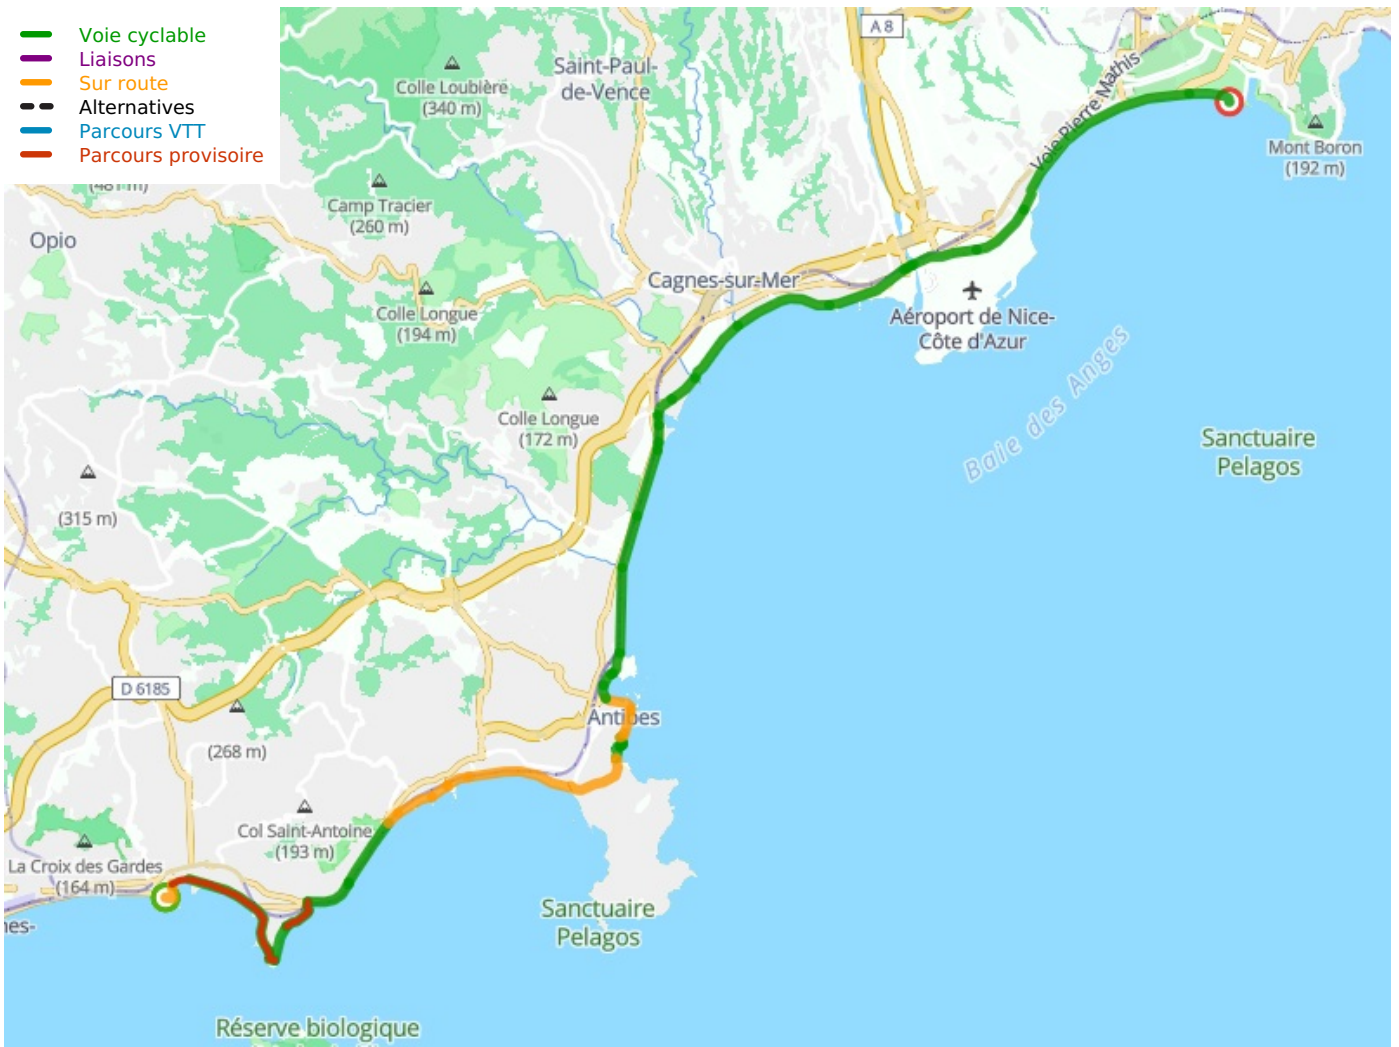 Voie cyclable
Liaisons
Sur route
Alternatives
Parcours VTT
Parcours provisoire
A 8
Saint-Paul-
de-Vence
Colle Loubière
(340 m)
Voie Pierre Mathis
Mont Boron
(192 m)
(481 m)
Camp Tracier
(260 m)
Opio
Cagnes-sur-Mer
Colle Longue
(194 m)
Aéroport de Nice-
Côte d'Azur
Baie des Anges
Colle Longue
(172 m)
Sanctuaire
Pelagos
(315 m)
D 6185
Antibes
(268 m)
Col Saint-Antoine
(193 m)
La Croix des Gardes
(164 m)
nes-
Sanctuaire
Pelagos
Réserve biologique